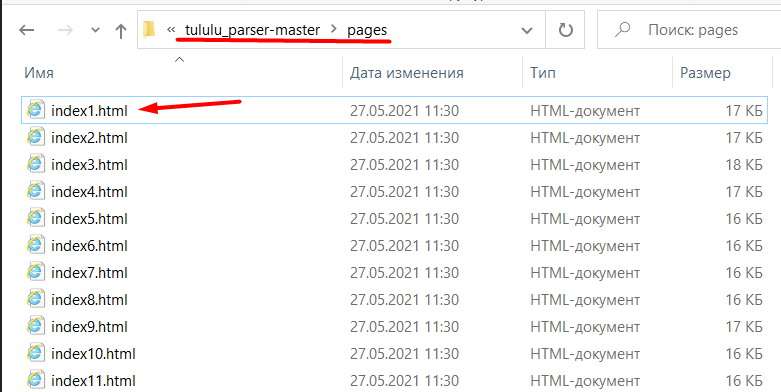 « tululu_parser-master > pages Поиск: pages
Имя Дата изменения Тип Размер
index1.html 27.05.2021 11:30 HTML-документ 17 КБ
index2.html 27.05.2021 11:30 HTML-документ 17 КБ
index3.html 27.05.2021 11:30 HTML-документ 18 КБ
index4.html 27.05.2021 11:30 HTML-документ 17 КБ
index5.html 27.05.2021 11:30 HTML-документ 16 КБ
index6.html 27.05.2021 11:30 HTML-документ 16 КБ
index7.html 27.05.2021 11:30 HTML-документ 16 КБ
index8.html 27.05.2021 11:30 HTML-документ 16 КБ
index9.html 27.05.2021 11:30 HTML-документ 17 КБ
index10.html 27.05.2021 11:30 HTML-документ 16 КБ
index11.html 27.05.2021 11:30 HTML-документ 16 КБ